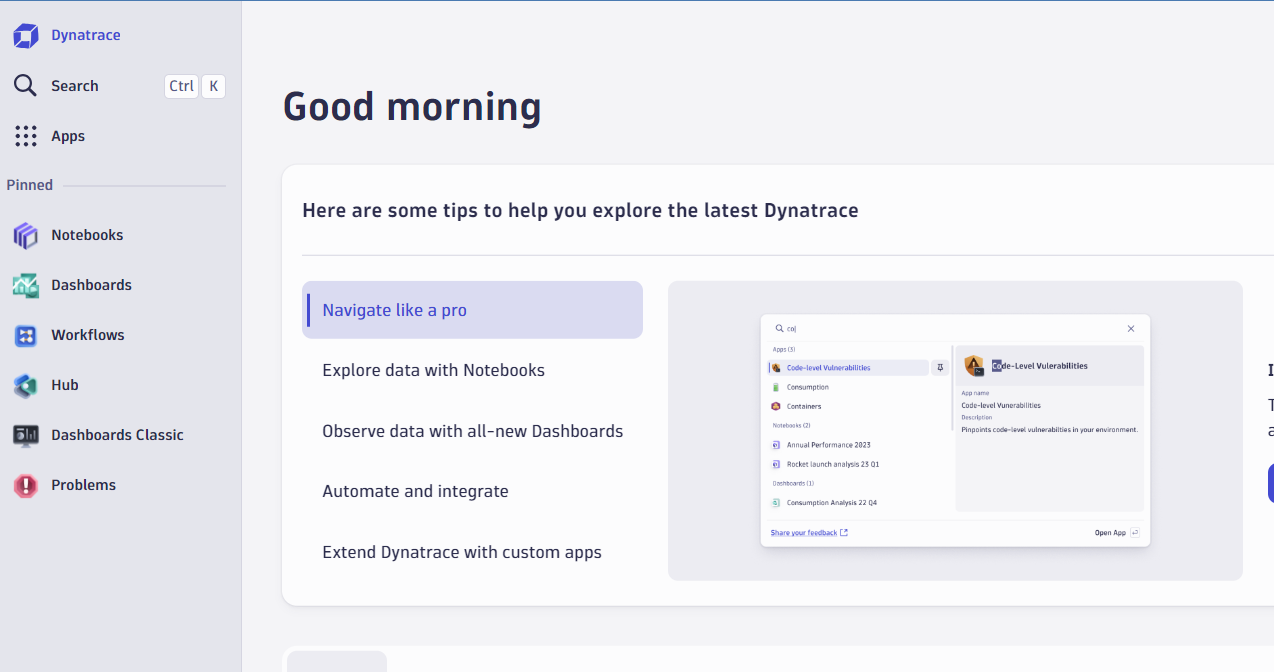 Dynatrace
Search Ctrl K
Apps
Pinned
Notebooks
Dashboards
Workflows
Hub
Dashboards Classic
Problems
Good morning
Here are some tips to help you explore the latest Dynatrace
Navigate like a pro
Explore data with Notebooks
Observe data with all-new Dashboards
Automate and integrate
Extend Dynatrace with custom apps
co
Apps (3)
Code-level Vulnerabilities
Consumption
Containers
Notebooks (2)
Annual Performance 2023
Rocket launch analysis 23 Q1
Dashboards (1)
Consumption Analysis 22 Q4
Share your feedback
Code-Level Vulnerabilities
App name
Code-level Vunerabilities
Description
Pinpoints code-level vulnerabilties in your environment.
Open App